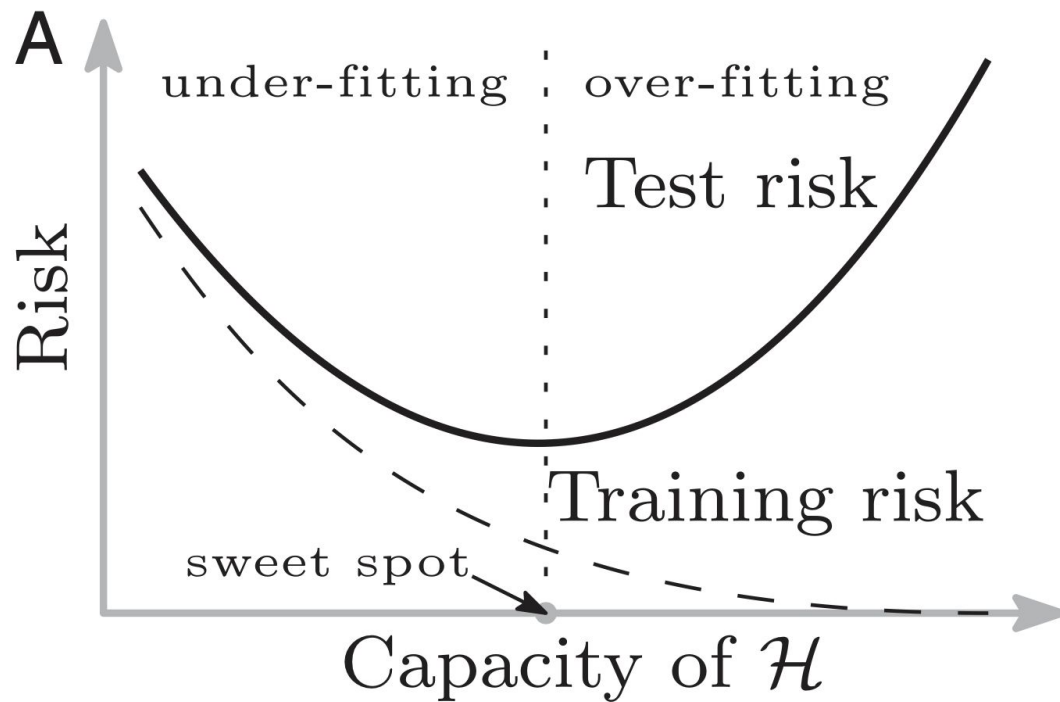 A
under-fitting
over-fitting
Test risk
Risk
Training risk
sweet spot
Capacity of ℋ